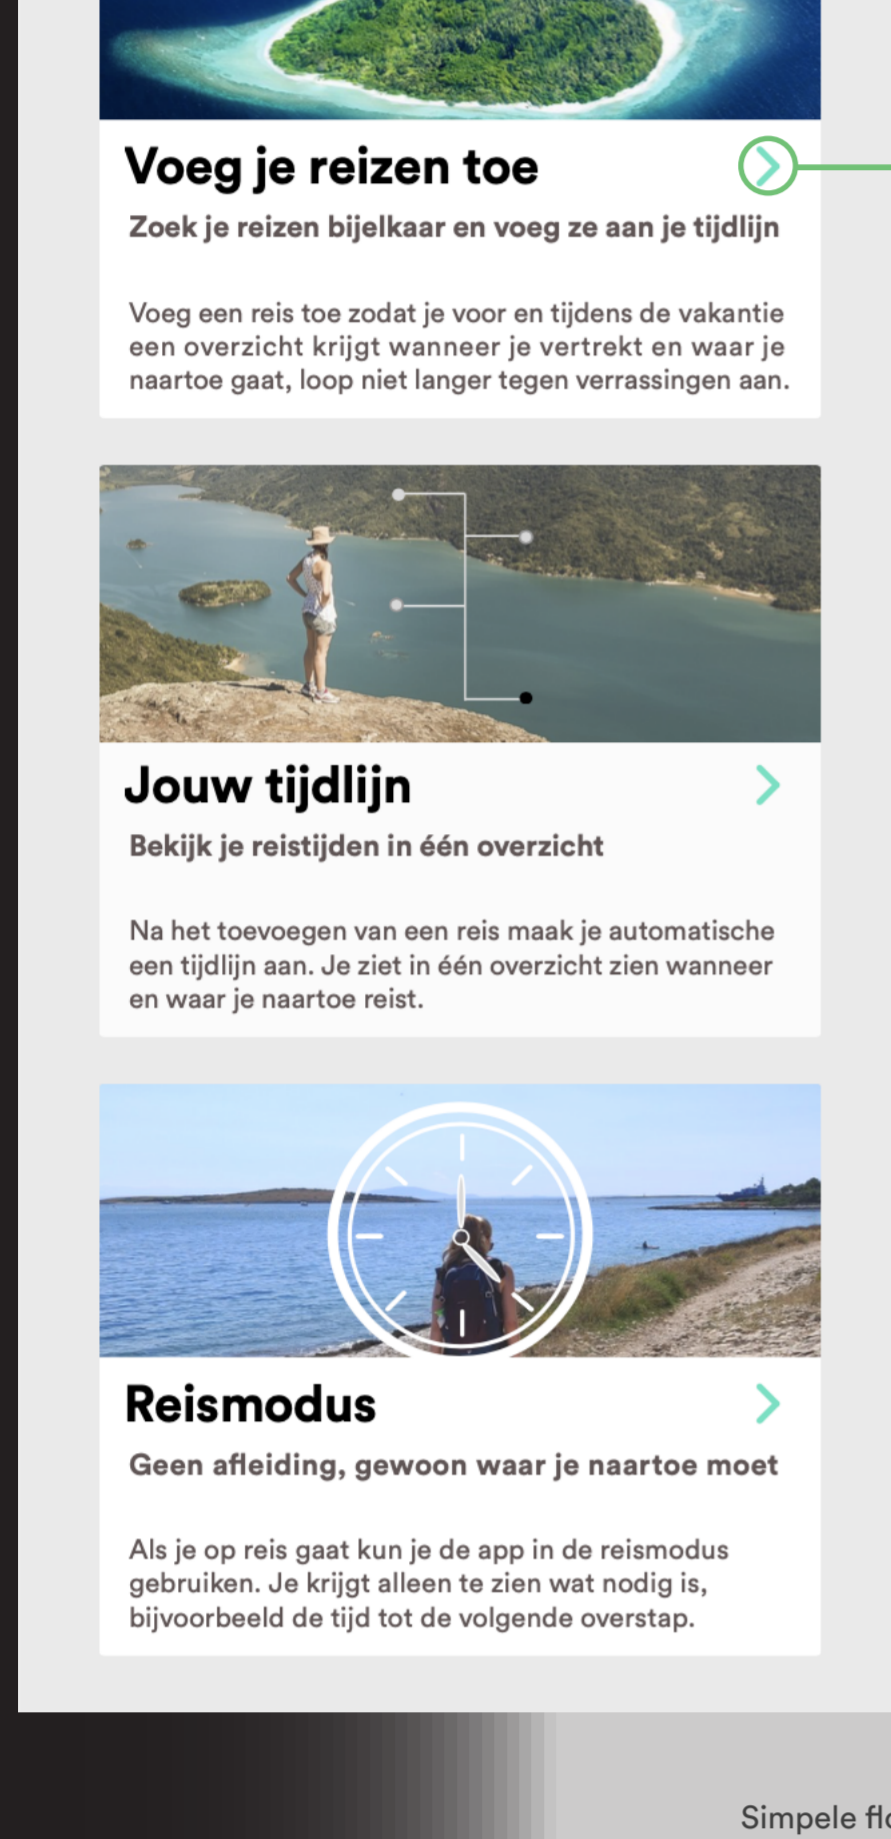 Voeg je reizen toe
Zoek je reizen bijelkaar en voeg ze aan je tijdlijn
Voeg een reis toe zodat je voor en tijdens de vakantie
een overzicht krijgt wanneer je vertrekt en waar je
naartoe gaat, loop niet langer tegen verrassingen aan.
Jouw tijdlijn
Bekijk je reistijden in één overzicht
Na het toevoegen van een reis maak je automatische
een tijdlijn aan. Je ziet in één overzicht zien wanneer
en waar je naartoe reist.
Reismodus
Geen afleiding, gewoon waar je naartoe moet
Als je op reis gaat kun je de app in de reismodus
gebruiken. Je krijgt alleen te zien wat nodig is,
bijvoorbeeld de tijd tot de volgende overstap.
Simpele